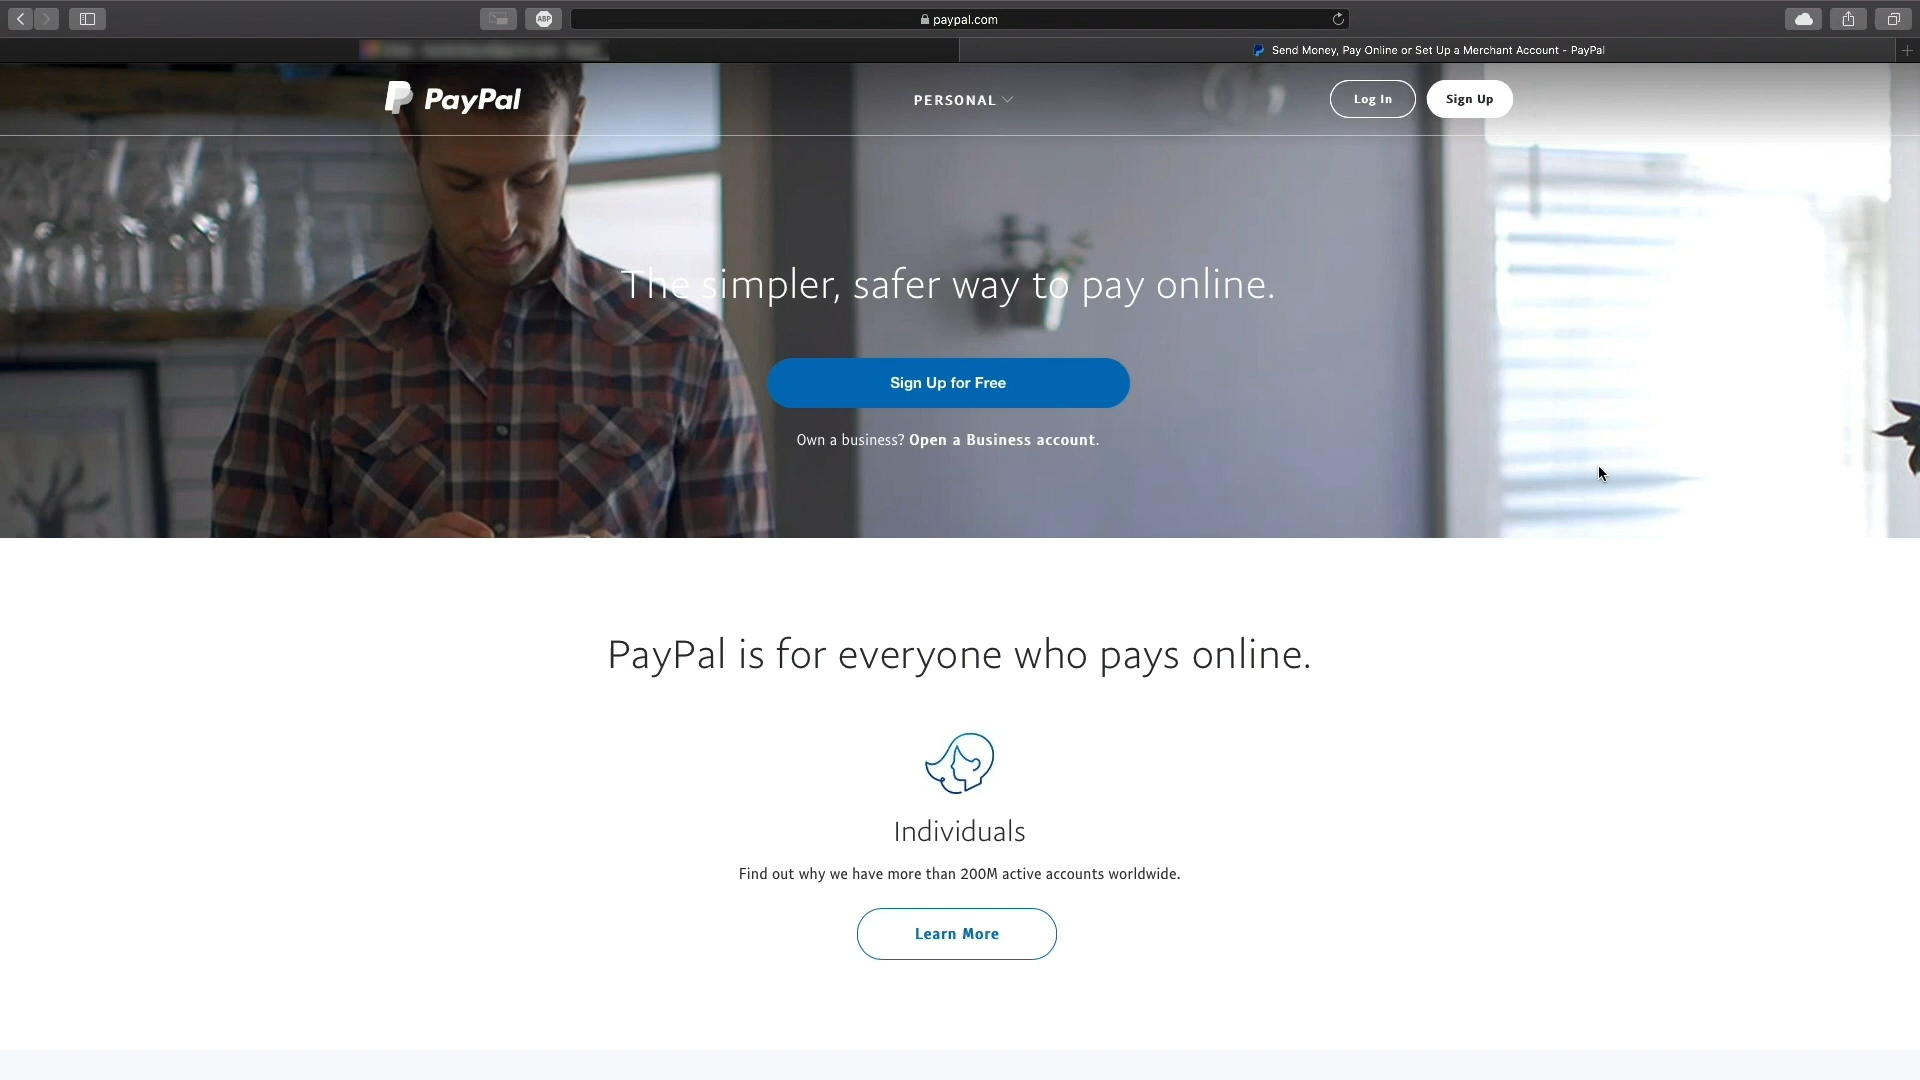 ABP
paypal.com
Send Money, Pay Online or Set Up a Merchant Account - PayPal
PayPal
PERSONAL
Log In
Sign Up
The simpler, safer way to pay online.
Sign Up for Free
Own a business? Open a Business account.
PayPal is for everyone who pays online.
Individuals
Find out why we have more than 200M active accounts worldwide.
Learn More